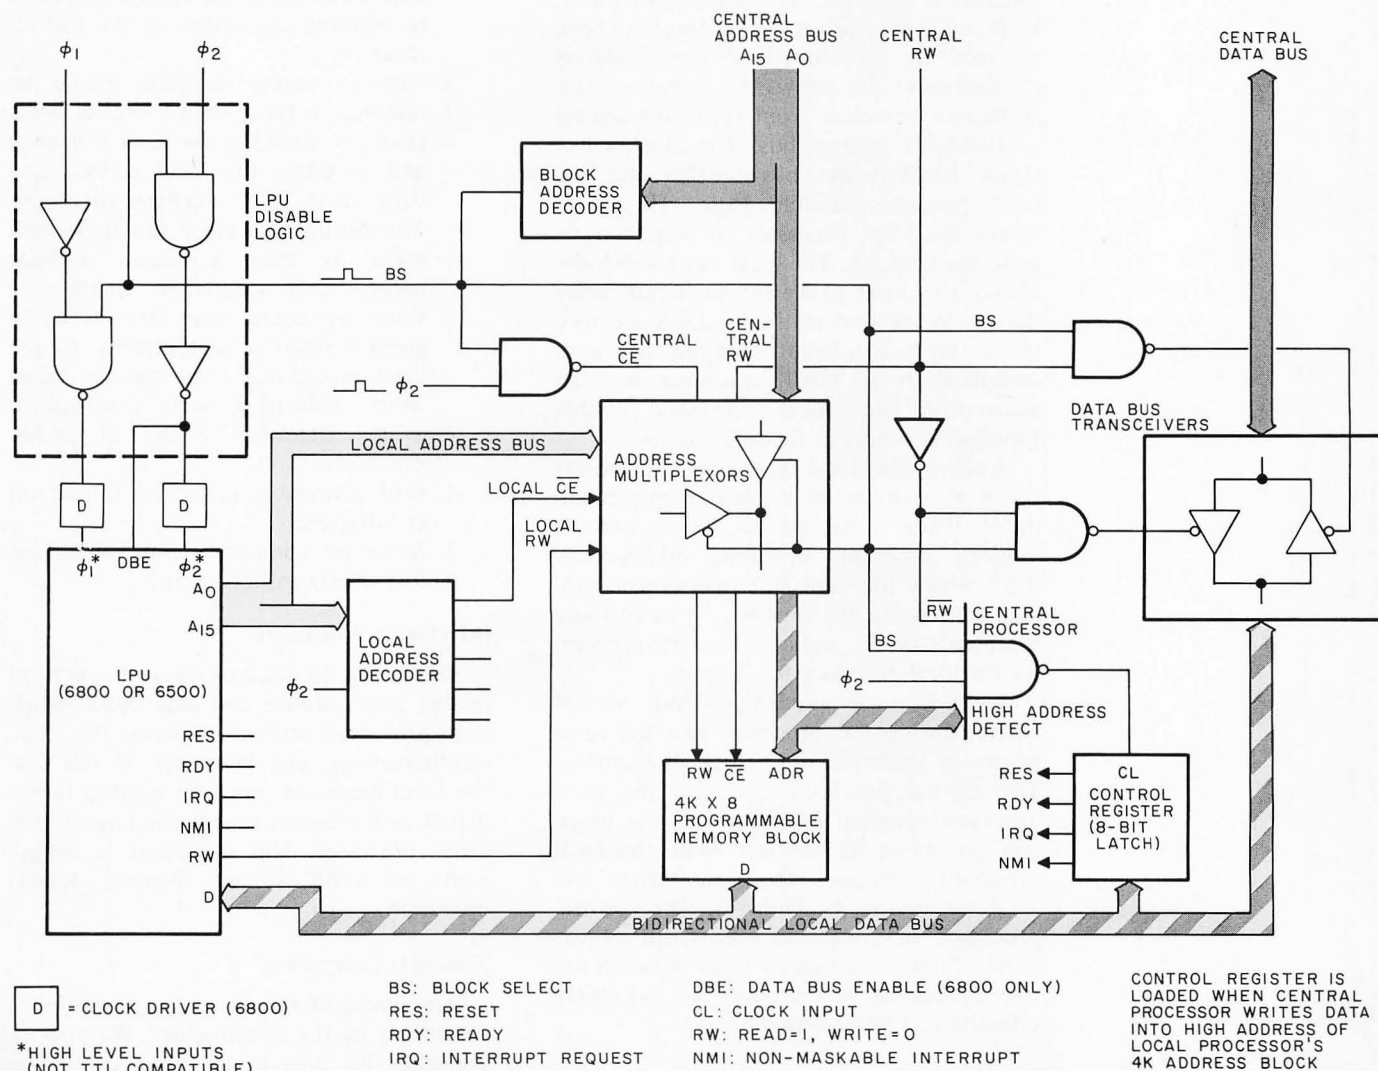 CENTRAL
ADDRESS BUS
A15 A0
CENTRAL
RW
CENTRAL
DATA BUS
ϕ1
ϕ2
LPU
DISABLE
LOGIC
BLOCK
ADDRESS
DECODER
BS
CENTRAL
C̅E̅
CEN-
TRAL
RW
BS
ϕ2
DATA BUS
TRANSCEIVERS
LOCAL ADDRESS BUS
ADDRESS
MULTIPLEXORS
LOCAL C̅E̅
LOCAL
RW
D
D
ϕ1*
DBE
ϕ2*
A0
A15
LPU
(6800 OR 6500)
LOCAL
ADDRESS
DECODER
ϕ2
R̅W̅
CENTRAL
PROCESSOR
BS
ϕ2
HIGH ADDRESS
DETECT
RES
RDY
IRQ
NMI
RW
D
RW C̅E̅ ADR
4K X 8
PROGRAMMABLE
MEMORY BLOCK
D
RES
RDY
IRQ
NMI
CL
CONTROL
REGISTER
(8-BIT
LATCH)
BIDIRECTIONAL LOCAL DATA BUS
D = CLOCK DRIVER (6800)
*HIGH LEVEL INPUTS
(NOT TTL COMPATIBLE)
BS: BLOCK SELECT
RES: RESET
RDY: READY
IRQ: INTERRUPT REQUEST
DBE: DATA BUS ENABLE (6800 ONLY)
CL: CLOCK INPUT
RW: READ=1, WRITE=0
NMI: NON-MASKABLE INTERRUPT
CONTROL REGISTER IS
LOADED WHEN CENTRAL
PROCESSOR WRITES DATA
INTO HIGH ADDRESS OF
LOCAL PROCESSOR'S
4K ADDRESS BLOCK